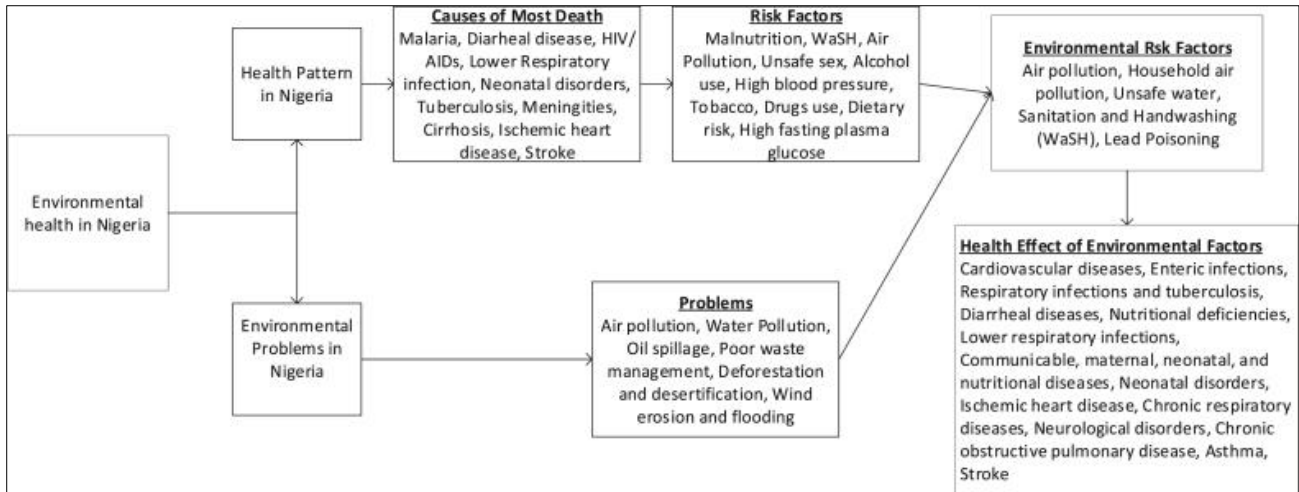 Environmental
health in Nigeria
Health Pattern
in Nigeria
Causes of Most Death
Malaria, Diarheal disease, HIV/
AIDs, Lower Respiratory
infection, Neonatal disorders,
Tuberculosis, Meningities,
Cirrhosis, Ischemic heart
disease, Stroke
Risk Factors
Malnutrition, WaSH, Air
Pollution, Unsafe sex, Alcohol
use, High blood pressure,
Tobacco, Drugs use, Dietary
risk, High fasting plasma
glucose
Environmental
Problems in
Nigeria
Problems
Air pollution, Water Pollution,
Oil spillage, Poor waste
management, Deforestation
and desertification, Wind
erosion and flooding
Environmental Rsk Factors
Air pollution, Household air
pollution, Unsafe water,
Sanitation and Handwashing
(WaSH), Lead Poisoning
Health Effect of Environmental Factors
Cardiovascular diseases, Enteric infections,
Respiratory infections and tuberculosis,
Diarrheal diseases, Nutritional deficiencies,
Lower respiratory infections,
Communicable, maternal, neonatal, and
nutritional diseases, Neonatal disorders,
Ischemic heart disease, Chronic respiratory
diseases, Neurological disorders, Chronic
obstructive pulmonary disease, Asthma,
Stroke